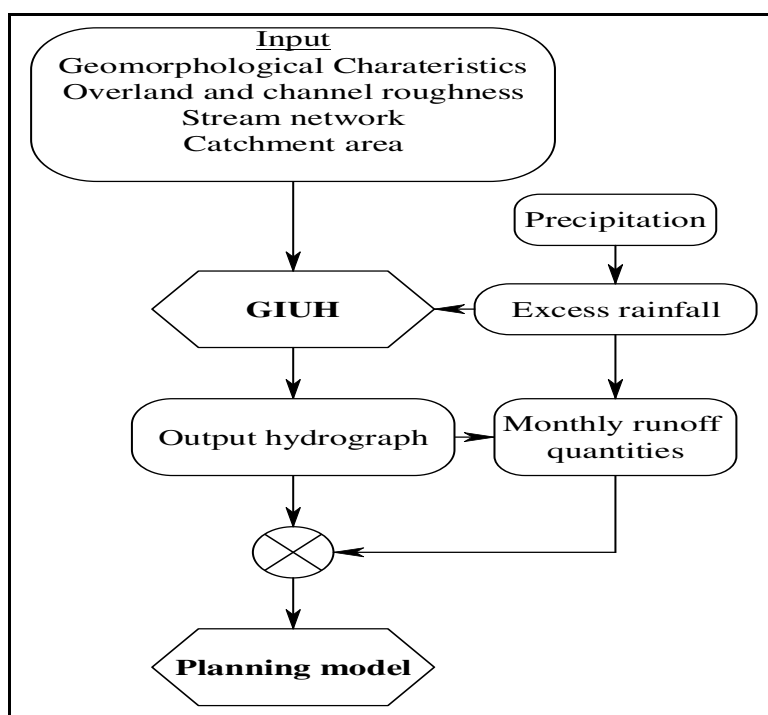 Input
Geomorphological Charateristics
Overland and channel roughness
Stream network
Catchment area
Precipitation
GIUH
Excess rainfall
Output hydrograph
Monthly runoff
quantities
Planning model